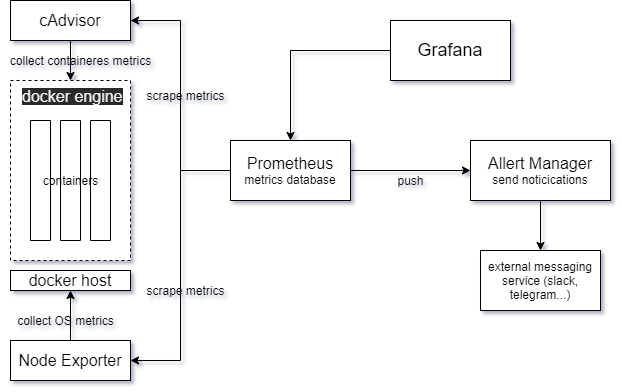 cAdvisor
Grafana
collect containeres metrics
docker engine
scrape metrics
containers
Prometheus
metrics database
push
Allert Manager
send noticications
external messaging
service (slack,
telegram...)
docker host
scrape metrics
collect OS metrics
Node Exporter